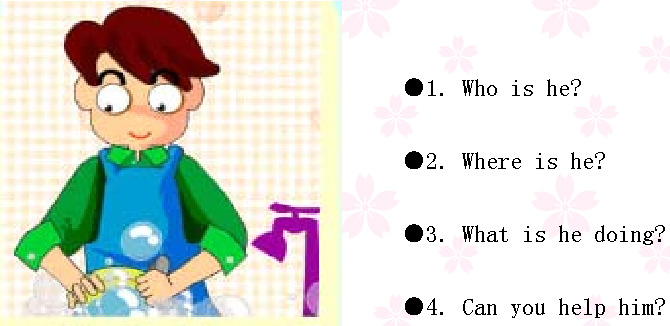 ●1. Who is he?
●2. Where is he?
●3. What is he doing?
●4. Can you help him?